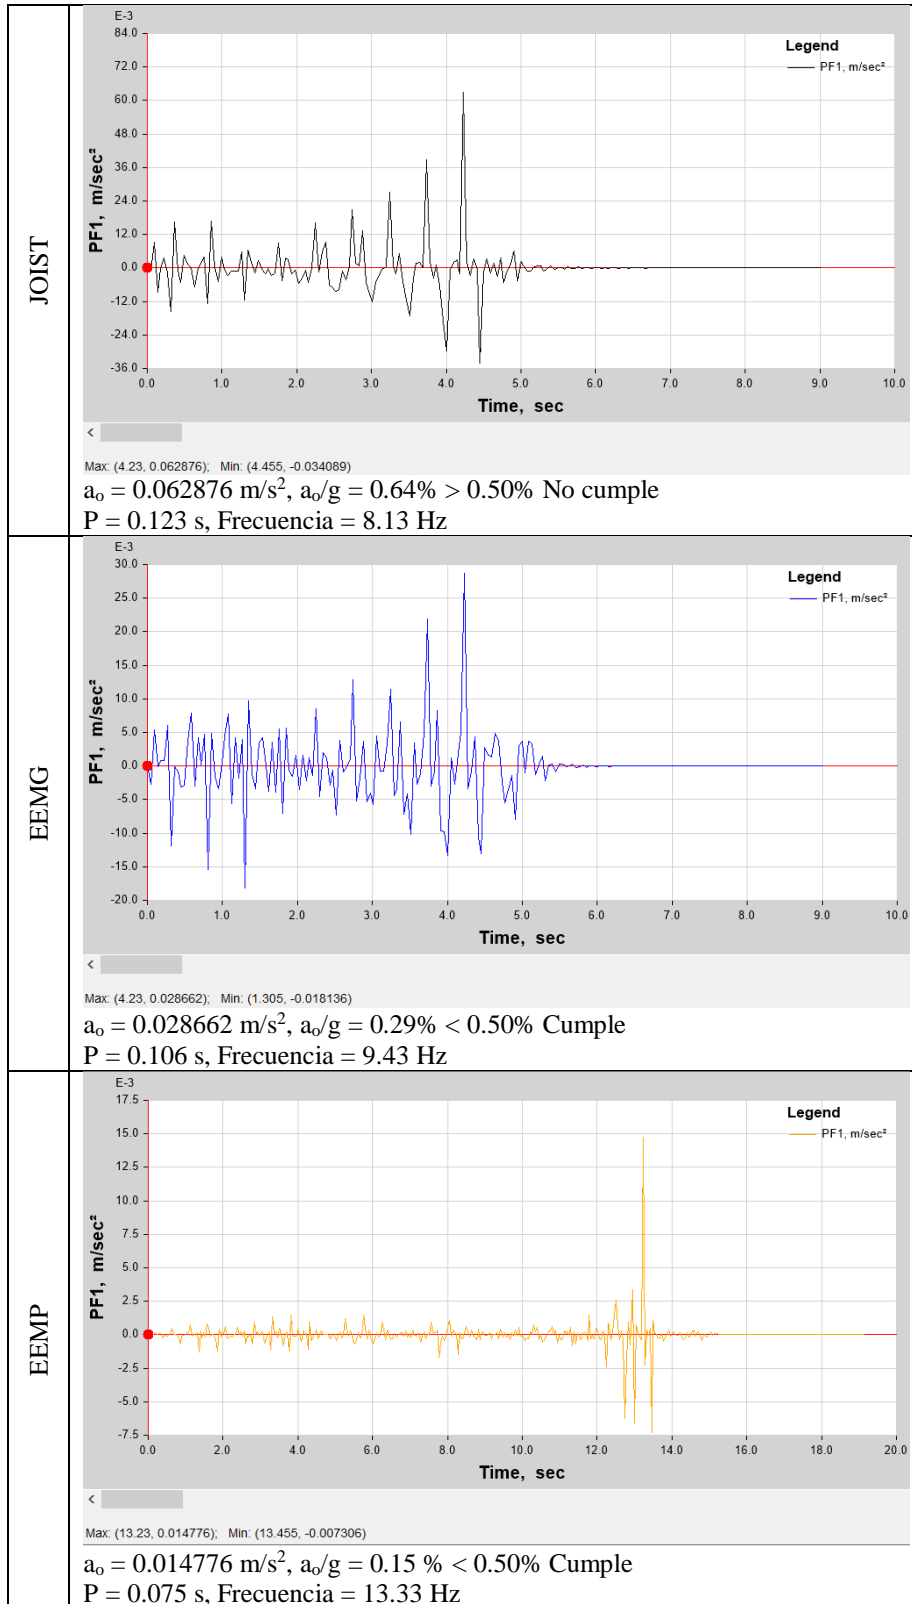 JOIST
E-3
84.0
72.0
60.0
48.0
36.0
24.0
12.0
0.0
-12.0
-24.0
-36.0
PF1, m/sec²
Legend
PF1, m/sec²
0.0 1.0 2.0 3.0 4.0 5.0 6.0 7.0 8.0 9.0 10.0
Time, sec
<
Max: (4.23, 0.062876); Min: (4.455, -0.034089)
aₒ = 0.062876 m/s², aₒ/g = 0.64% > 0.50% No cumple
P = 0.123 s, Frecuencia = 8.13 Hz
EEMG
E-3
30.0
25.0
20.0
15.0
10.0
5.0
0.0
-5.0
-10.0
-15.0
-20.0
PF1, m/sec²
Legend
PF1, m/sec²
0.0 1.0 2.0 3.0 4.0 5.0 6.0 7.0 8.0 9.0 10.0
Time, sec
<
Max: (4.23, 0.028662); Min: (1.305, -0.018136)
aₒ = 0.028662 m/s², aₒ/g = 0.29% < 0.50% Cumple
P = 0.106 s, Frecuencia = 9.43 Hz
EEMP
E-3
17.5
15.0
12.5
10.0
7.5
5.0
2.5
0.0
-2.5
-5.0
-7.5
PF1, m/sec²
Legend
PF1, m/sec²
0.0 2.0 4.0 6.0 8.0 10.0 12.0 14.0 16.0 18.0 20.0
Time, sec
<
Max: (13.23, 0.014776); Min: (13.455, -0.007306)
aₒ = 0.014776 m/s², aₒ/g = 0.15 % < 0.50% Cumple
P = 0.075 s, Frecuencia = 13.33 Hz